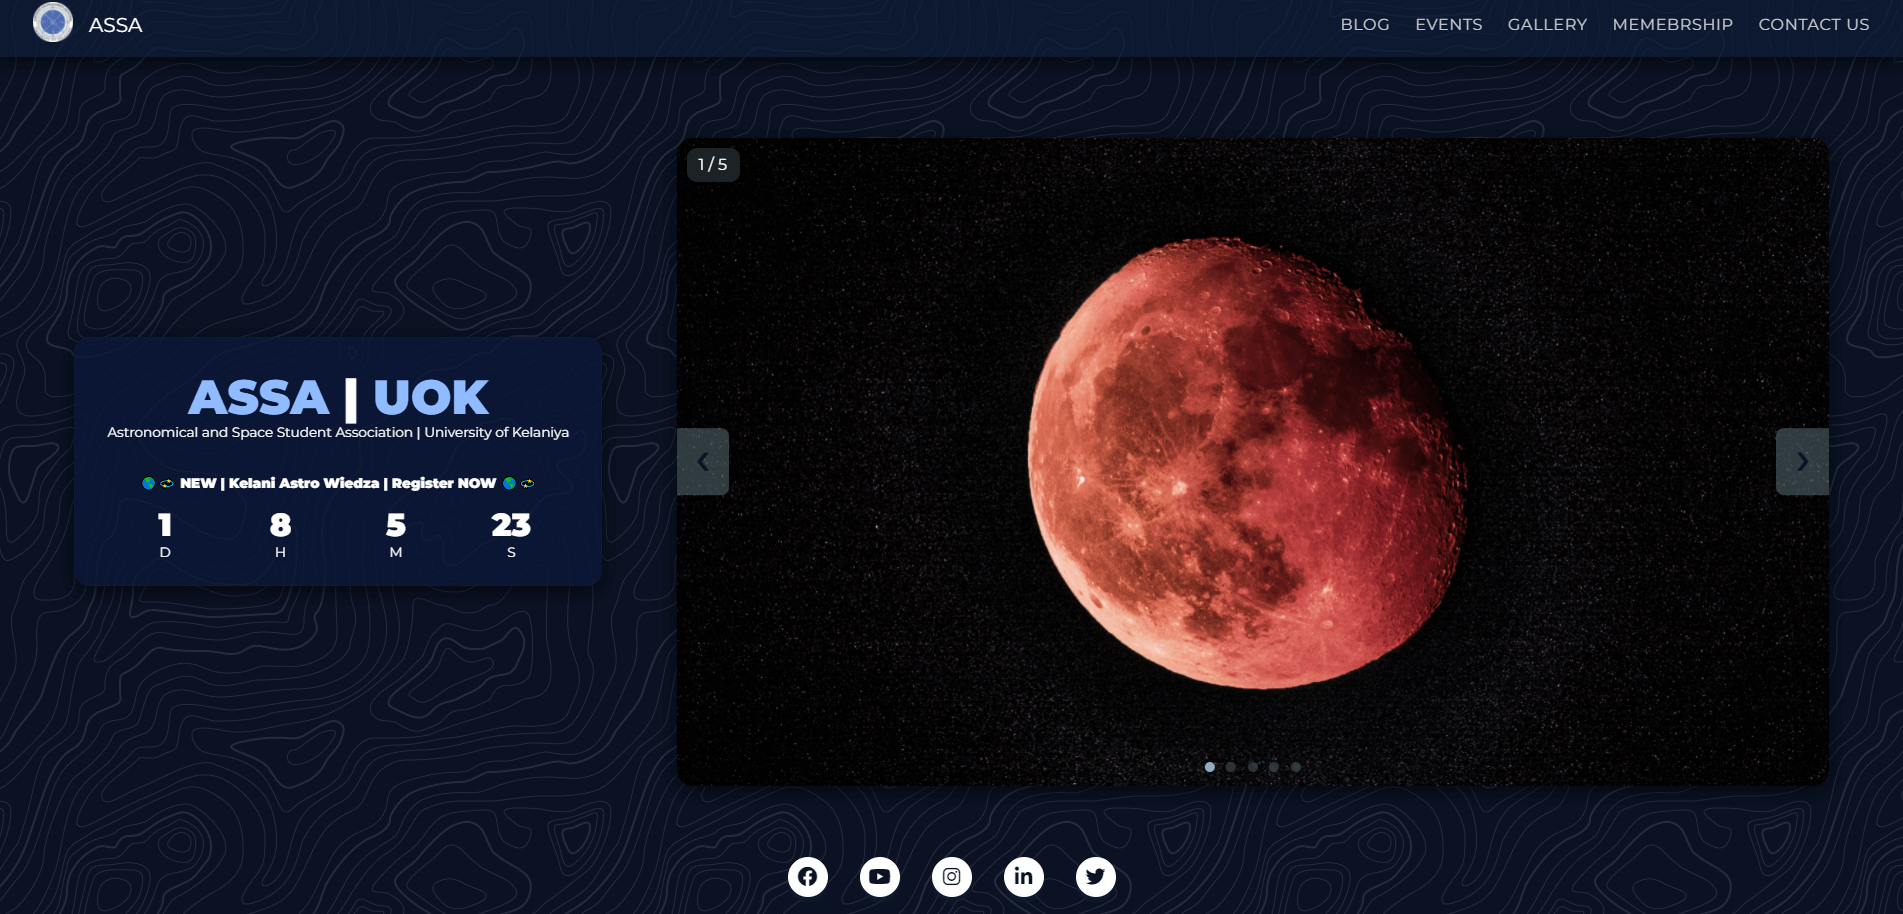 ASSA
BLOG EVENTS GALLERY MEMEBRSHIP CONTACT US
1 / 5
ASSA | UOK
Astronomical and Space Student Association | University of Kelaniya
🌎 💫 NEW | Kelani Astro Wiedza | Register NOW 🌎 💫
1 8 5 23
D H M S
❮ ❯